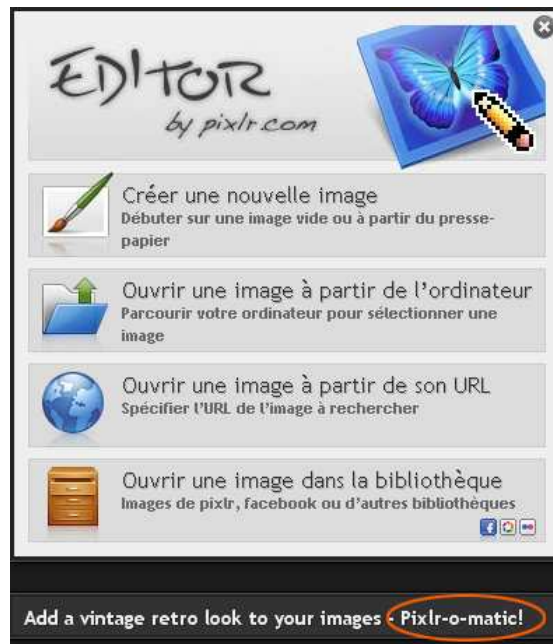 EDITOR
by pixlr.com
Créer une nouvelle image
Débuter sur une image vide ou à partir du presse-
papier
Ouvrir une image à partir de l'ordinateur
Parcourir votre ordinateur pour sélectionner une
image
Ouvrir une image à partir de son URL
Spécifier l'URL de l'image à rechercher
Ouvrir une image dans la bibliothèque
Images de pixlr, facebook ou d'autres bibliothèques
Add a vintage retro look to your images - Pixlr-o-matic!